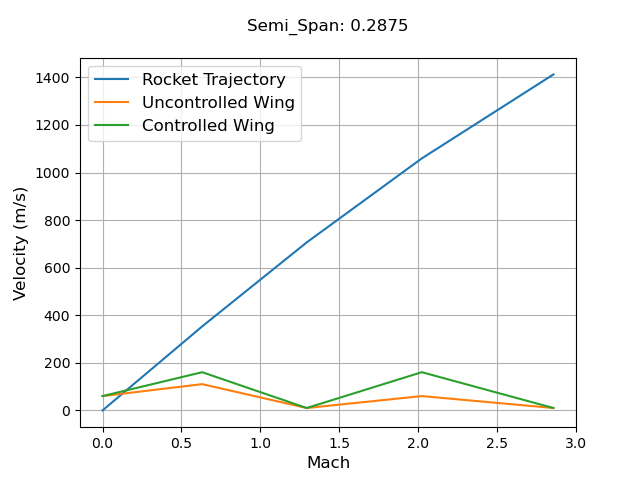 Semi_Span: 0.2875
Rocket Trajectory
Uncontrolled Wing
Controlled Wing
1400
1200
1000
800
600
400
200
0
Velocity (m/s)
0.0 0.5 1.0 1.5 2.0 2.5 3.0
Mach